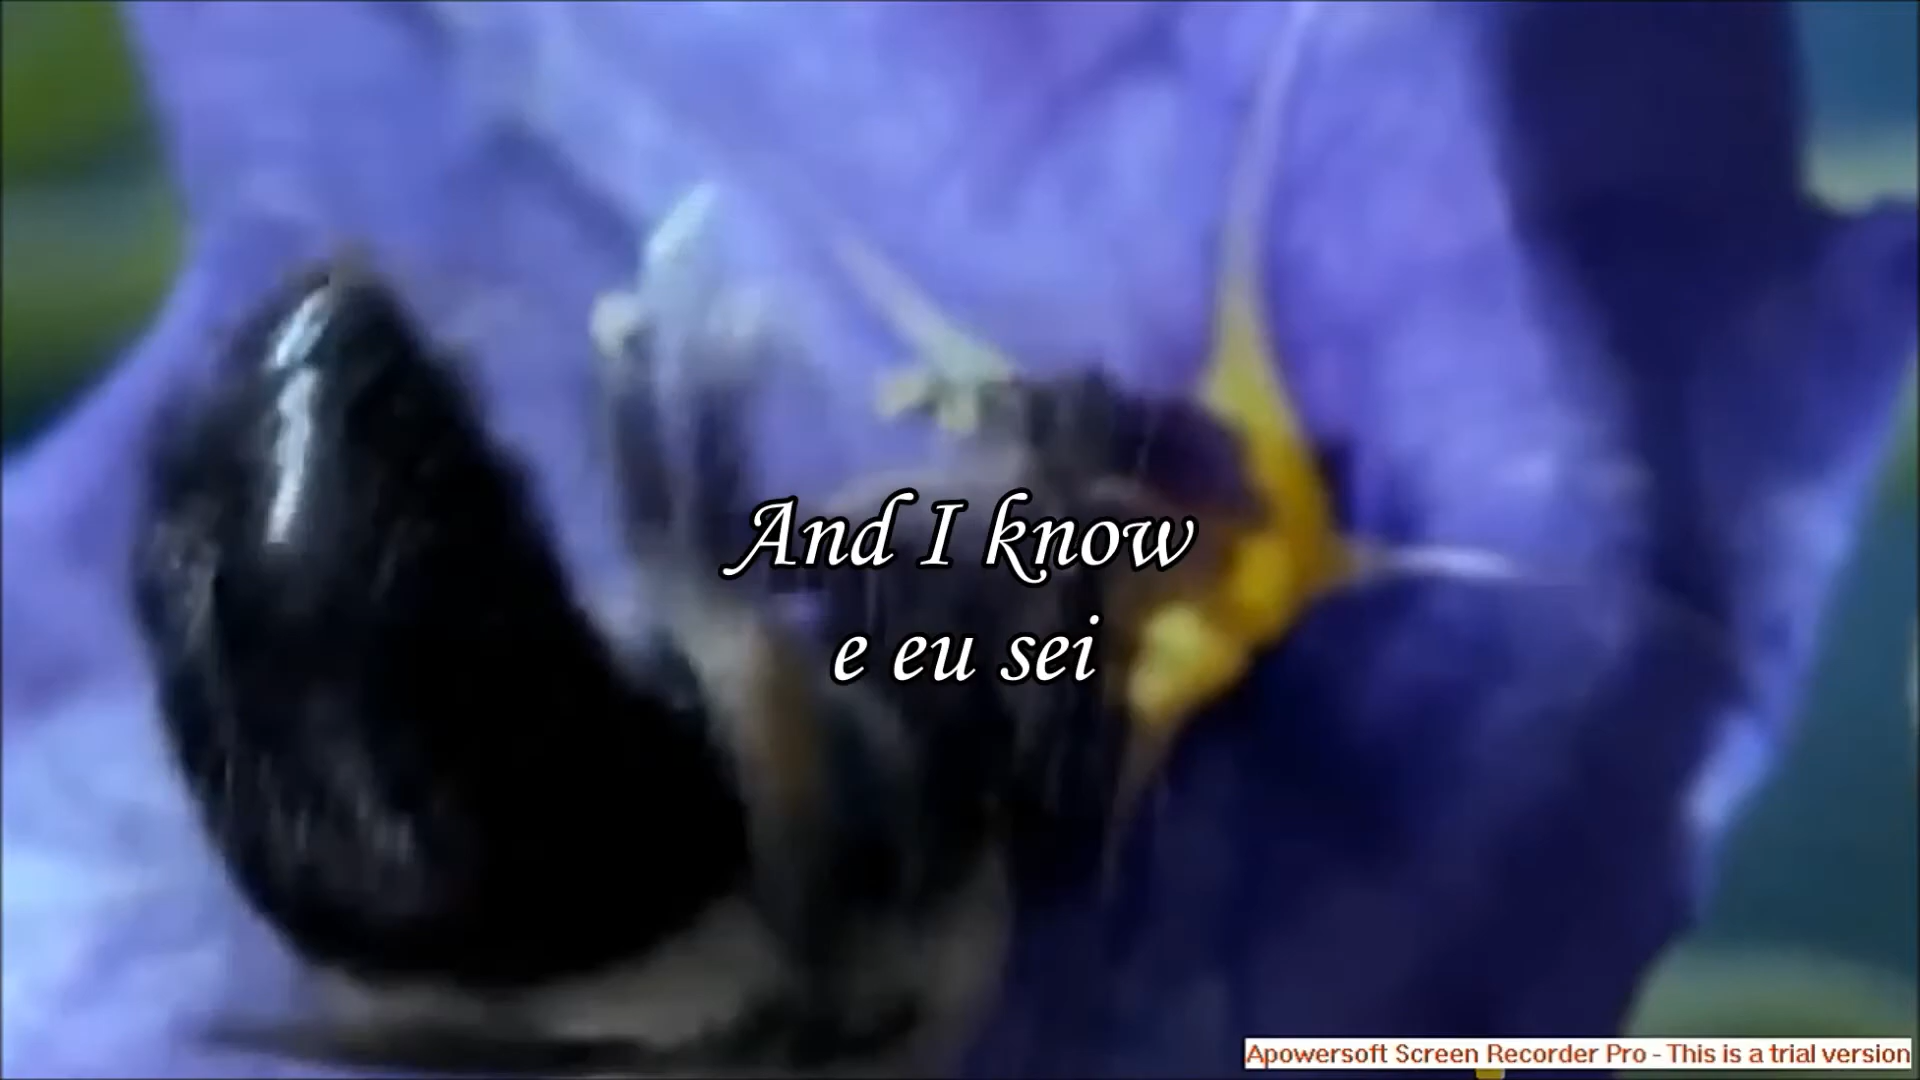 And I know
e eu sei
Apowersoft Screen Recorder Pro - This is a trial version